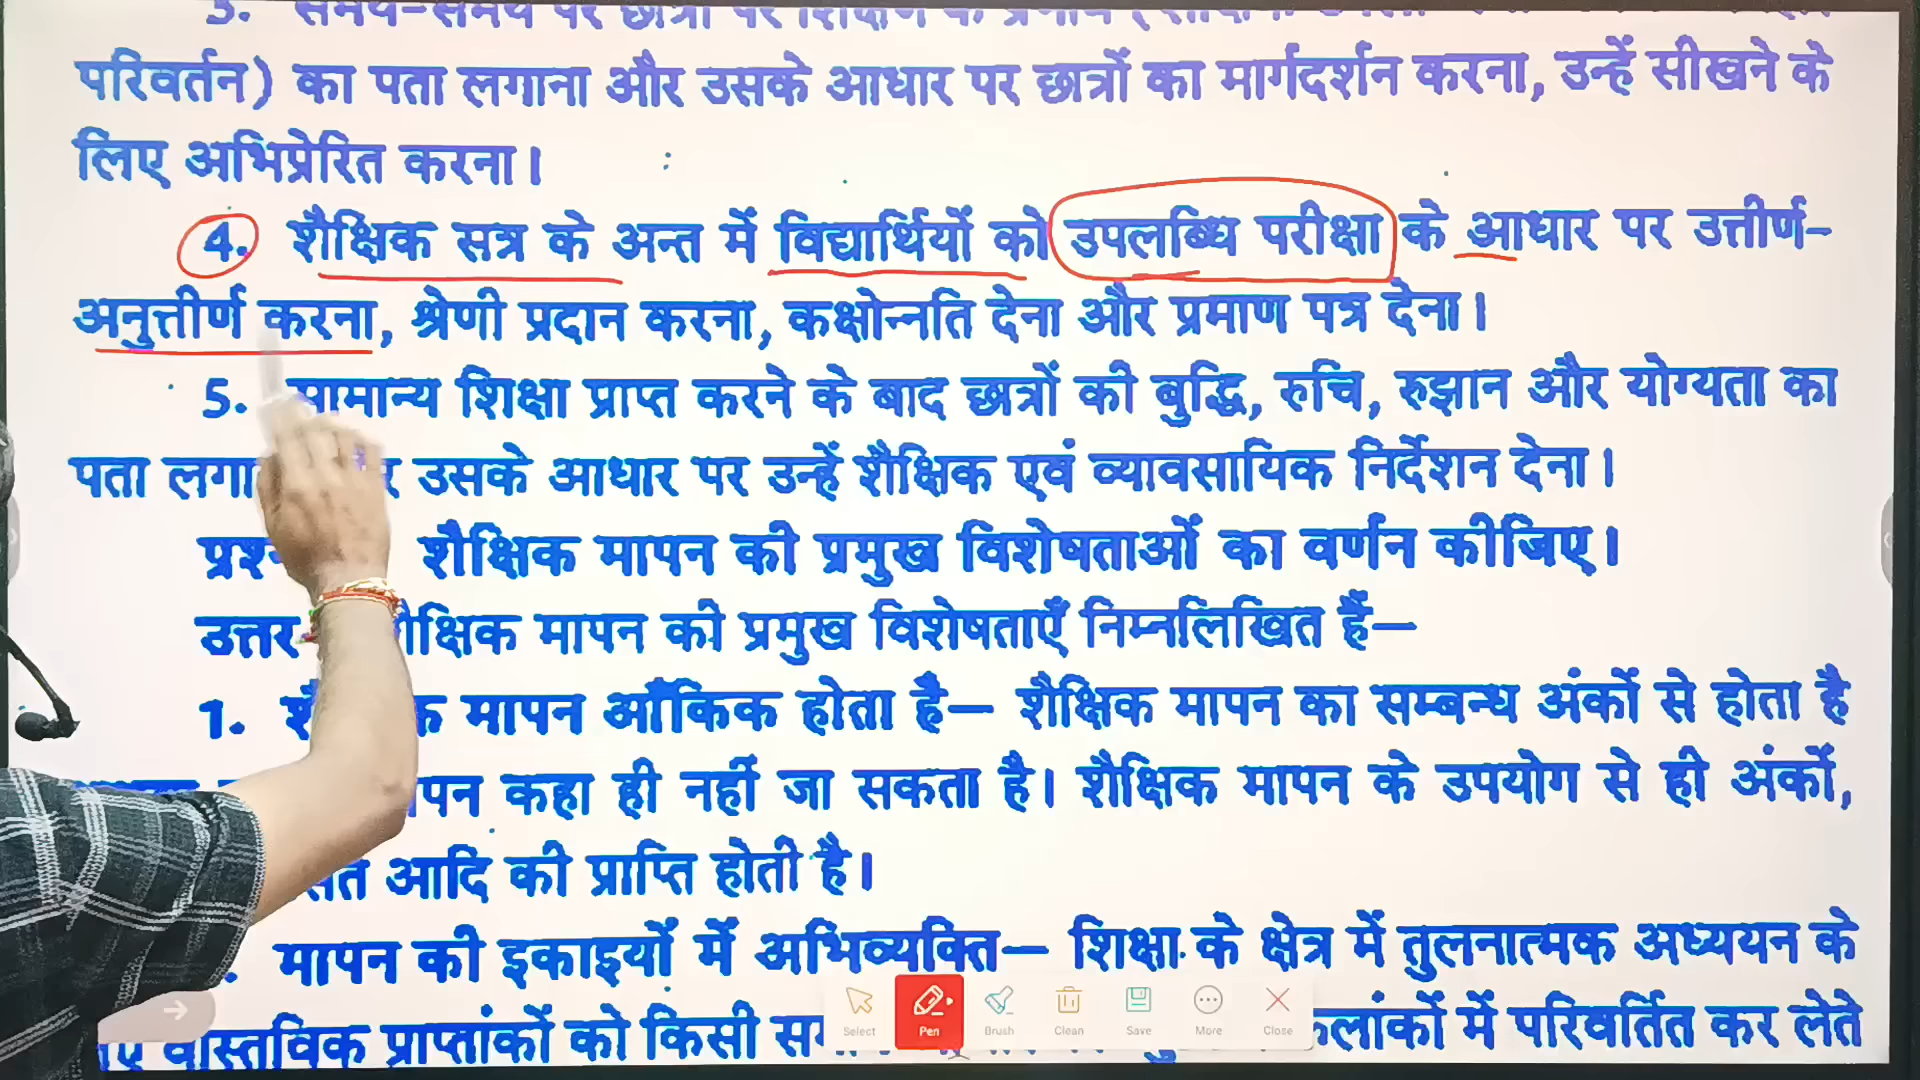 परिवर्तन) का पता लगाना और उसके आधार पर छात्रों का मार्गदर्शन करना, उन्हें सीखने के
लिए अभिप्रेरित करना।
4. शैक्षिक सत्र के अन्त में विद्यार्थियों को उपलब्धि परीक्षा के आधार पर उत्तीर्ण-
अनुत्तीर्ण करना, श्रेणी प्रदान करना, कक्षोन्नति देना और प्रमाण पत्र देना।
5. सामान्य शिक्षा प्राप्त करने के बाद छात्रों की बुद्धि, रुचि, रुझान और योग्यता का
पता उसके आधार पर उन्हें शैक्षिक एवं व्यावसायिक निर्देशन देना।
शैक्षिक मापन की प्रमुख विशेषताओं का वर्णन कीजिए।
उत्तर शैक्षिक मापन की प्रमुख विशेषताएँ निम्नलिखित हैं—
1. मापन आँकिक होता है— शैक्षिक मापन का सम्बन्ध अंकों से होता है
कहा ही नहीं जा सकता है। शैक्षिक मापन के उपयोग से ही अंकों,
आदि की प्राप्ति होती है।
मापन की इकाइयों में अभिव्यक्ति— शिक्षा के क्षेत्र में तुलनात्मक अध्ययन के
वास्तविक प्राप्तांकों को किसी में परिवर्तित कर लेते
Select Pen Brush Clean Save More Close